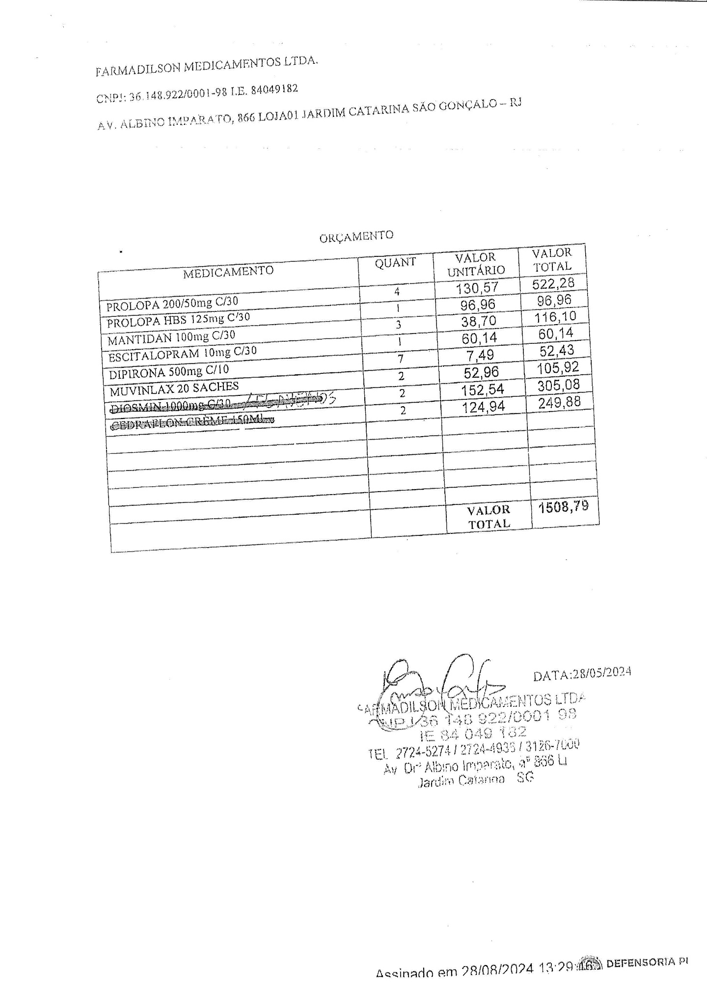 FARMADILSON MEDICAMENTOS LTDA.
CNPJ: 36.148.922/0001-98 I.E. 84049182
AV. ALBINO IMPARATO, 866 LOJA01 JARDIM CATARINA SÃO GONÇALO – RJ
ORÇAMENTO
MEDICAMENTO QUANT VALOR UNITÁRIO VALOR TOTAL
PROLOPA 200/50mg C/30 4 130,57 522,28
PROLOPA HBS 125mg C/30 1 96,96 96,96
MANTIDAN 100mg C/30 3 38,70 116,10
ESCITALOPRAM 10mg C/30 1 60,14 60,14
DIPIRONA 500mg C/10 7 7,49 52,43
MUVINLAX 20 SACHES 2 52,96 105,92
DIOSMIN 1000mg C/30 2 152,54 305,08
CEDRAFLON CREME 150ML 2 124,94 249,88
VALOR TOTAL 1508,79
DATA:28/05/2024
FARMADILSON MEDICAMENTOS LTDA
CNPJ 36 148 922/0001 98
IE 84 049 182
TEL 2724-5274 / 2724-4935 / 3126-7000
Av Drª Albino Imparato, nº 866 Lj
Jardim Catarina SG
Assinado em 28/08/2024 13:29:46
DEFENSORIA PÚ